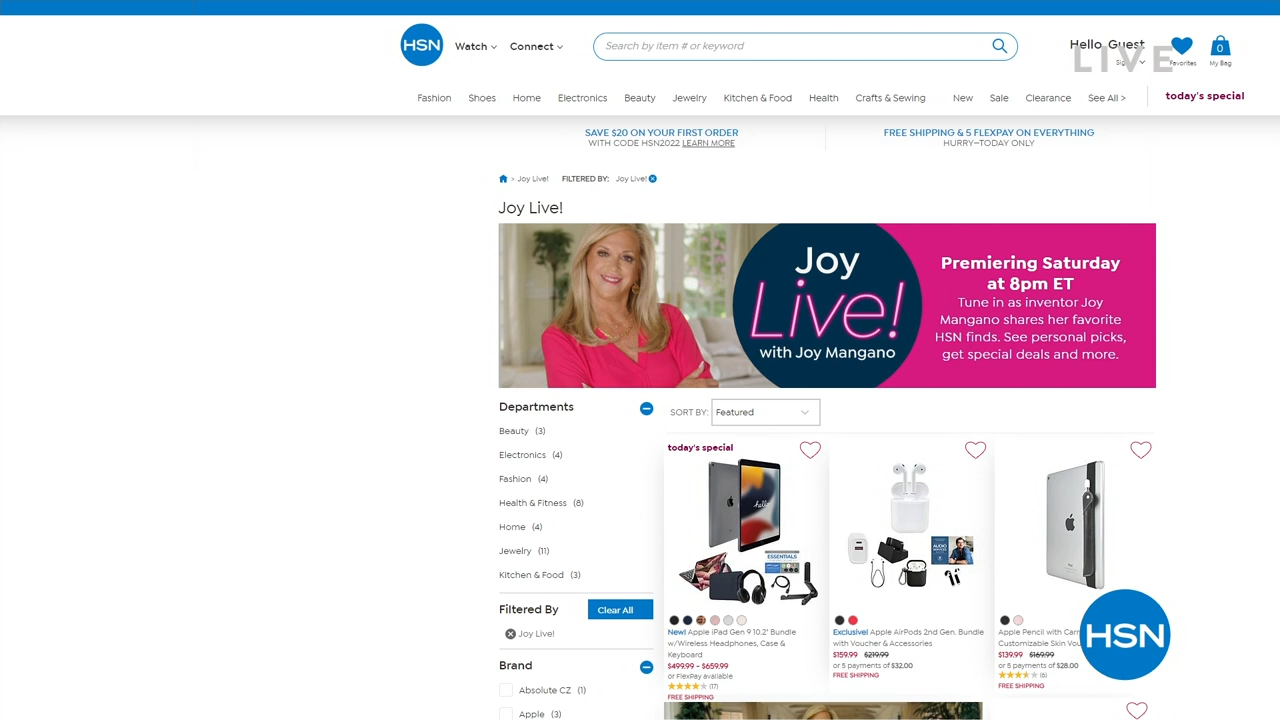 HSN
Watch
Connect
Search by item # or keyword
Hello, Guest
LIVE
Favorites
0
My Bag
Fashion
Shoes
Home
Electronics
Beauty
Jewelry
Kitchen & Food
Health
Crafts & Sewing
New
Sale
Clearance
See All >
today's special
SAVE $20 ON YOUR FIRST ORDER
WITH CODE HSN2022 LEARN MORE
FREE SHIPPING & 5 FLEXPAY ON EVERYTHING
HURRY—TODAY ONLY
> Joy Live!
FILTERED BY: Joy Live!
Joy Live!
Joy
Live!
with Joy Mangano
Premiering Saturday
at 8pm ET
Tune in as inventor Joy
Mangano shares her favorite
HSN finds. See personal picks,
get special deals and more.
Departments
Beauty (3)
Electronics (4)
Fashion (4)
Health & Fitness (8)
Home (4)
Jewelry (11)
Kitchen & Food (3)
Filtered By
Clear All
Joy Live!
Brand
Absolute CZ (1)
Apple (3)
SORT BY: Featured
today's special
hello
ESSENTIALS
New! Apple iPad Gen 9 10.2" Bundle
w/Wireless Headphones, Case &
Keyboard
$499.99 - $659.99
or FlexPay available
(17)
FREE SHIPPING
AUDIO
SERVICES
Exclusive! Apple AirPods 2nd Gen. Bundle
with Voucher & Accessories
$159.99 $219.99
or 5 payments of $32.00
FREE SHIPPING
Apple Pencil with Carr
Customizable Skin Vou
$139.99 $169.99
or 5 payments of $28.00
(6)
FREE SHIPPING
HSN